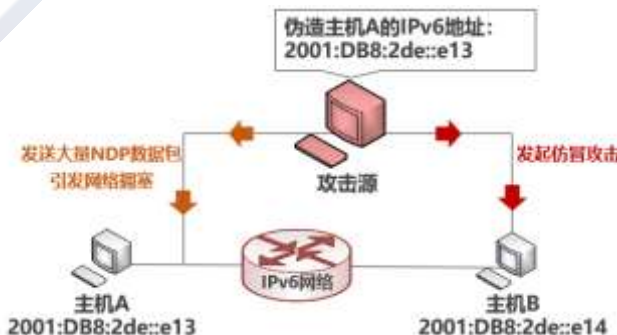 伪造主机A的IPv6地址：
2001:DB8:2de::e13
发送大量NDP数据包
引发网络拥塞
攻击源
发起仿冒攻击
IPv6网络
主机A
2001:DB8:2de::e13
主机B
2001:DB8:2de::e14